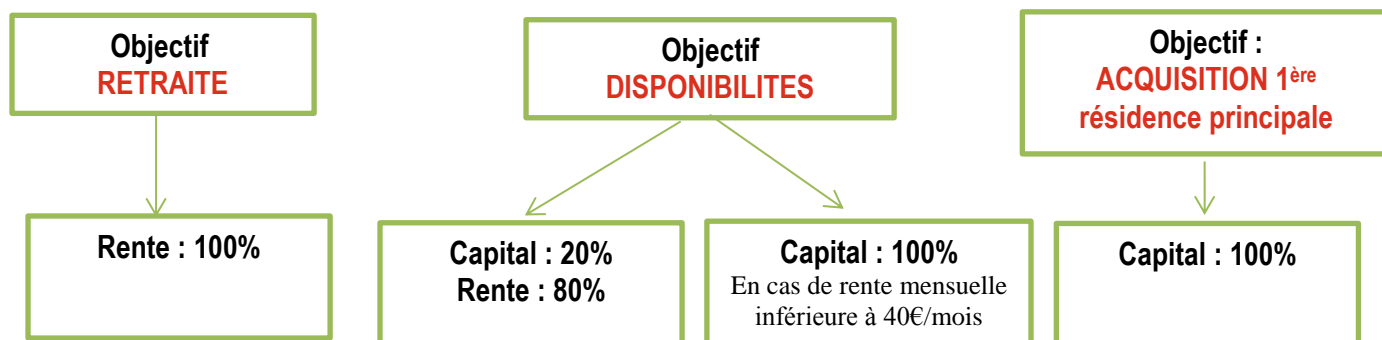 Objectif
RETRAITE
Objectif
DISPONIBILITES
Objectif :
ACQUISITION 1ère
résidence principale
Rente : 100%
Capital : 20%
Rente : 80%
Capital : 100%
En cas de rente mensuelle
inférieure à 40€/mois
Capital : 100%